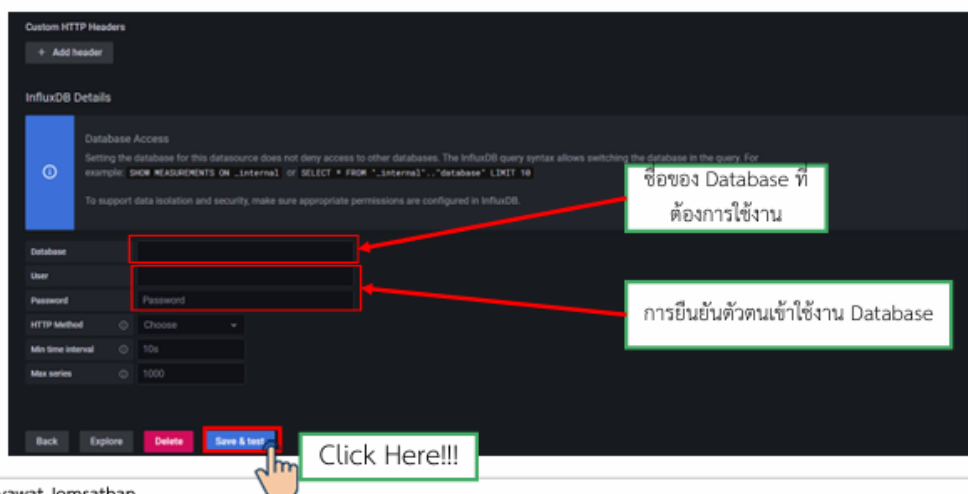 Custom HTTP Headers
+ Add header
InfluxDB Details
Database Access
Setting the database for this datasource does not deny access to other databases. The InfluxDB query syntax allows switching the database in the query. For
example: SHOW MEASUREMENTS ON _internal or SELECT * FROM "_internal".."database" LIMIT 10
To support data isolation and security, make sure appropriate permissions are configured in InfluxDB.
ชื่อของ Database ที่
ต้องการใช้งาน
Database
User
Password Password
การยืนยันตัวตนเข้าใช้งาน Database
HTTP Method Choose
Min time interval 10s
Max series 1000
Back Explore Delete Save & test
Click Here!!!